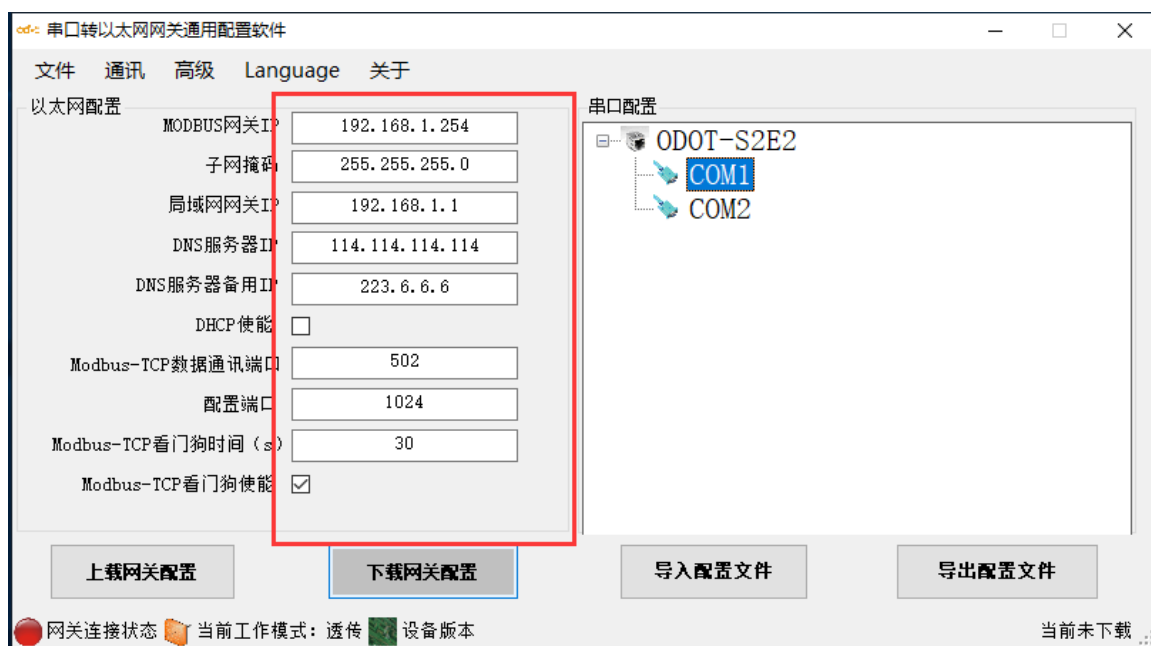 串口转以太网网关通用配置软件
文件 通讯 高级 Language 关于
以太网配置
MODBUS网关IP 192.168.1.254
子网掩码 255.255.255.0
局域网网关IP 192.168.1.1
DNS服务器IP 114.114.114.114
DNS服务器备用IP 223.6.6.6
DHCP使能
Modbus-TCP数据通讯端口 502
配置端口 1024
Modbus-TCP看门狗时间（s） 30
Modbus-TCP看门狗使能
串口配置
ODOT-S2E2
COM1
COM2
上载网关配置 下载网关配置 导入配置文件 导出配置文件
网关连接状态 当前工作模式：透传 设备版本 当前未下载